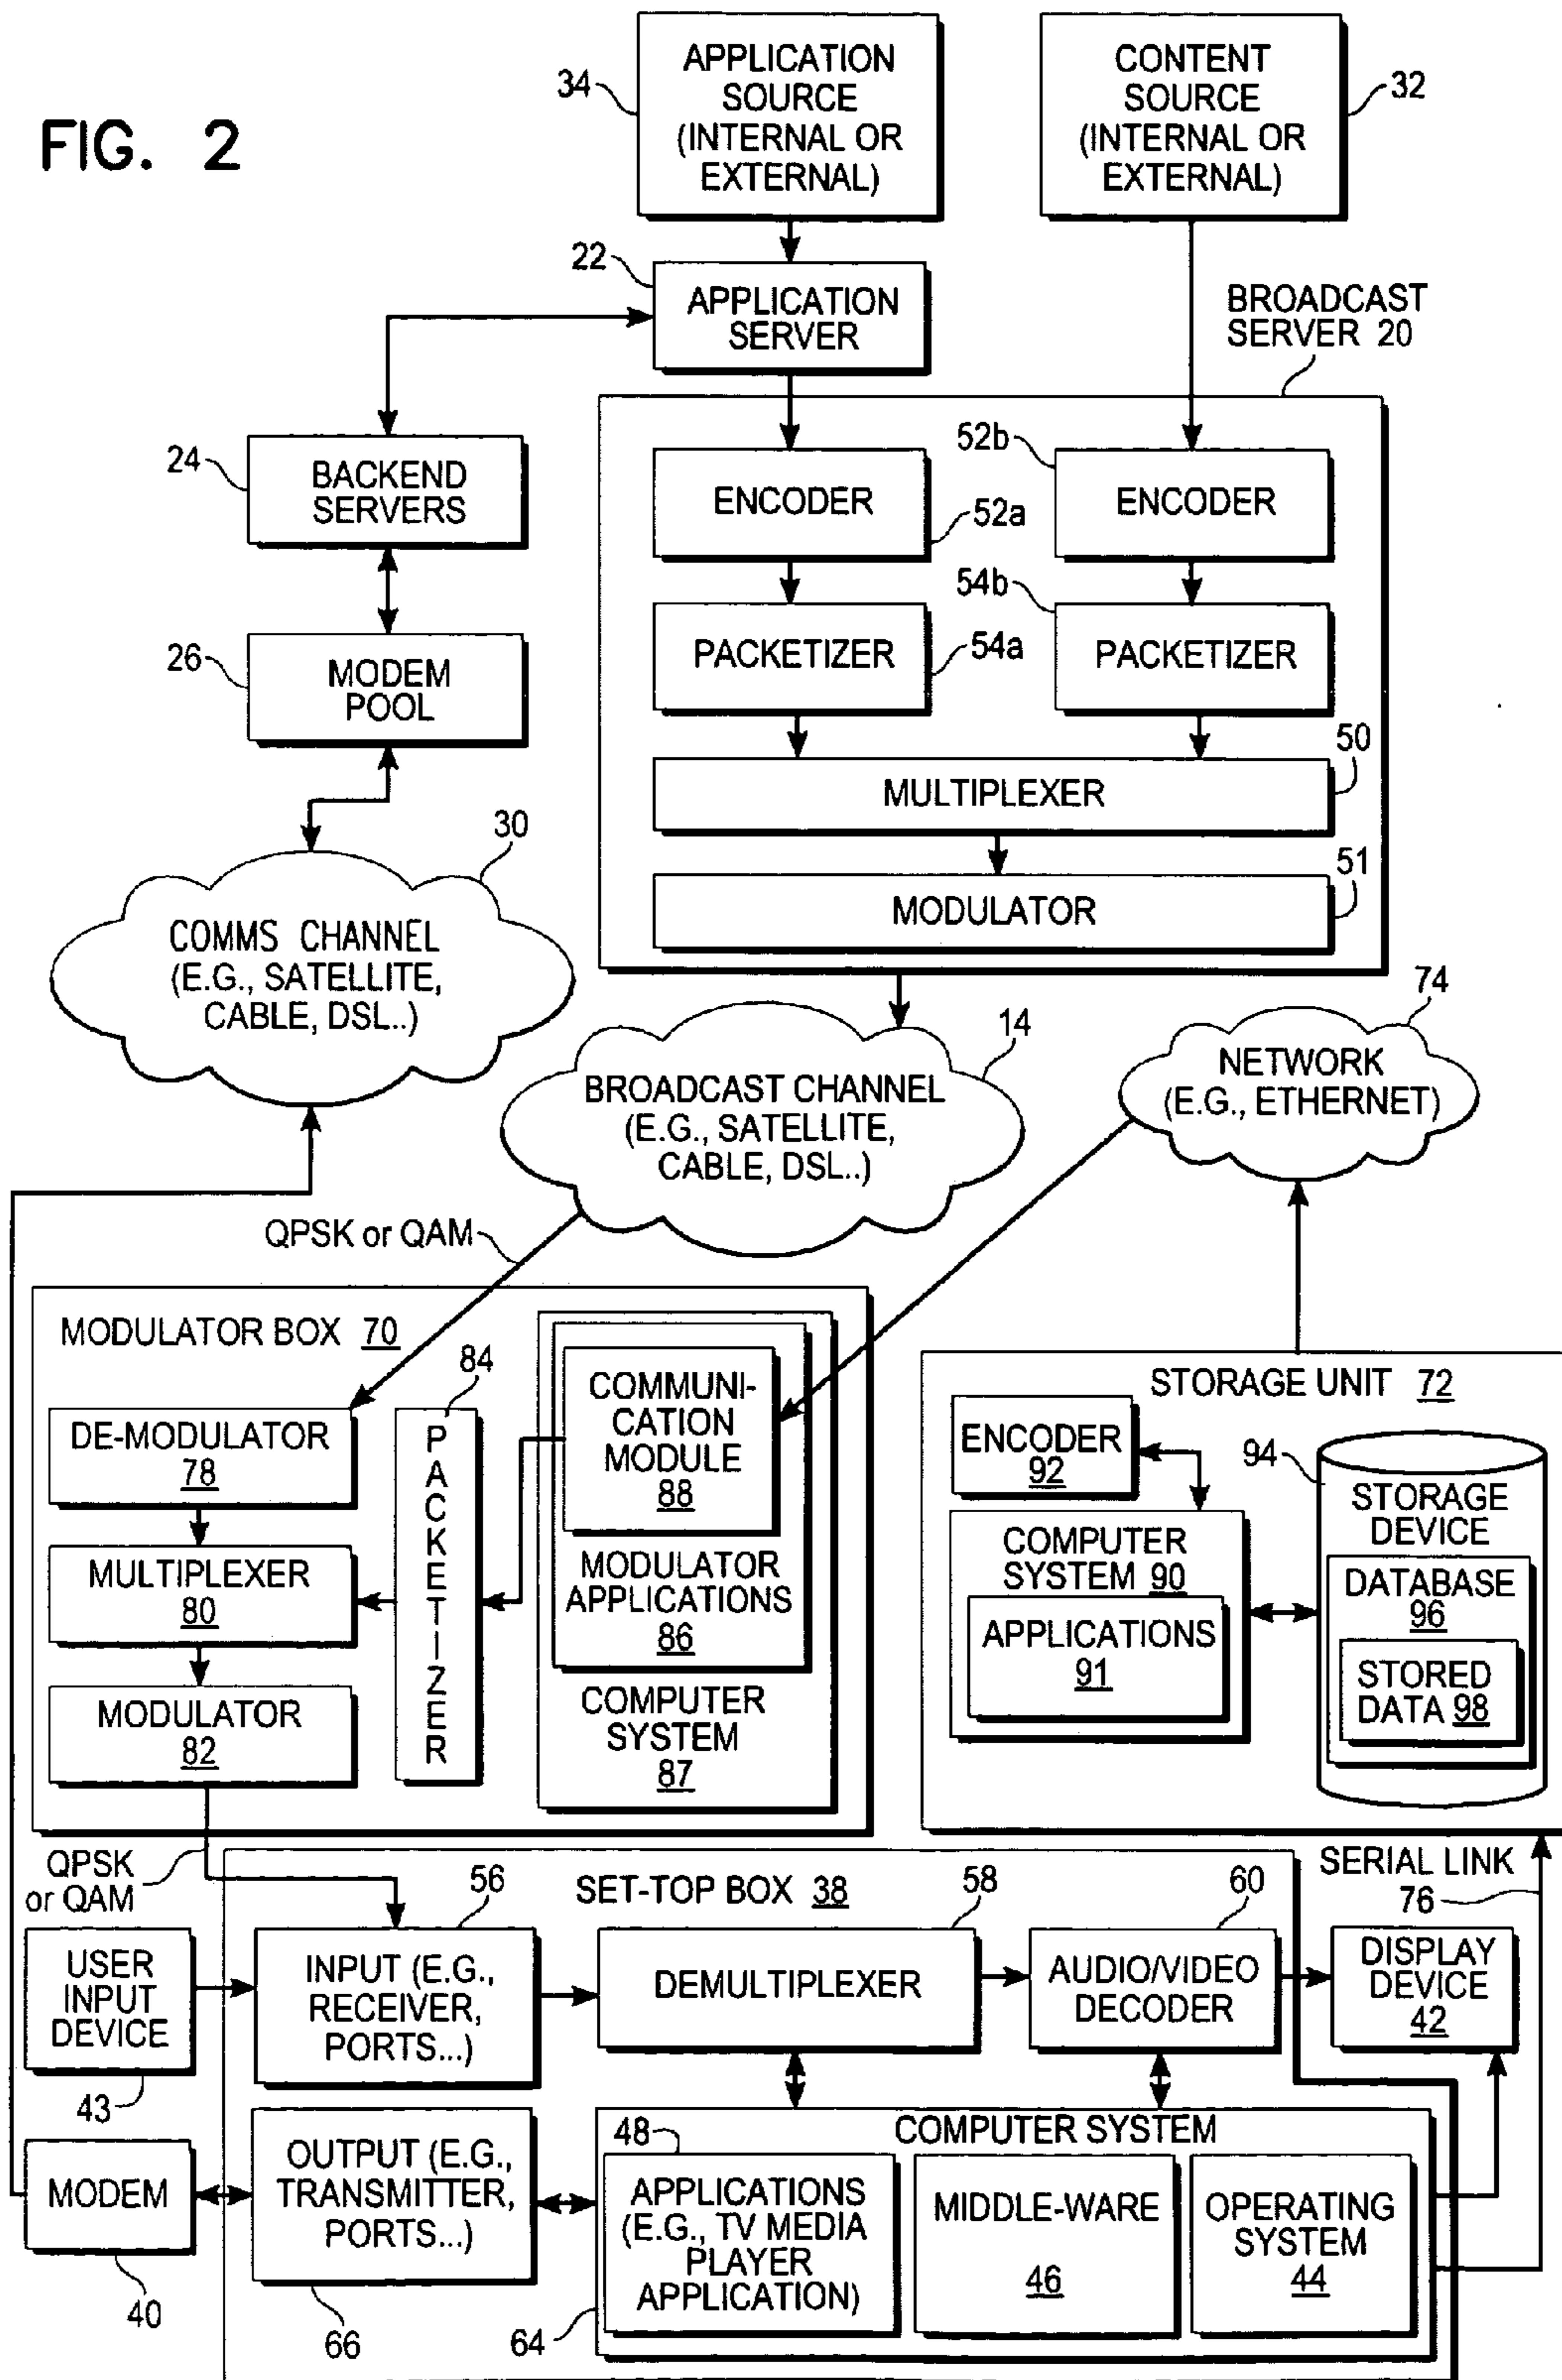 FIG. 2
34
APPLICATION
SOURCE
(INTERNAL OR
EXTERNAL)
CONTENT
SOURCE
(INTERNAL OR
EXTERNAL)
32
22
APPLICATION
SERVER
BROADCAST
SERVER 20
24
BACKEND
SERVERS
ENCODER
52a
52b
ENCODER
26
MODEM
POOL
PACKETIZER
54a
54b
PACKETIZER
MULTIPLEXER
50
MODULATOR
51
30
COMMS CHANNEL
(E.G., SATELLITE,
CABLE, DSL..)
14
BROADCAST CHANNEL
(E.G., SATELLITE,
CABLE, DSL..)
74
NETWORK
(E.G., ETHERNET)
QPSK or QAM
MODULATOR BOX 70
DE-MODULATOR
78
MULTIPLEXER
80
MODULATOR
82
84
PACKETIZER
COMMUNI-
CATION
MODULE
88
MODULATOR
APPLICATIONS
86
COMPUTER
SYSTEM
87
STORAGE UNIT 72
ENCODER
92
COMPUTER
SYSTEM 90
APPLICATIONS
91
94
STORAGE
DEVICE
DATABASE
96
STORED
DATA 98
QPSK
or QAM
SET-TOP BOX 38
SERIAL LINK
76
USER
INPUT
DEVICE
43
56
INPUT (E.G.,
RECEIVER,
PORTS...)
58
DEMULTIPLEXER
60
AUDIO/VIDEO
DECODER
DISPLAY
DEVICE
42
MODEM
40
OUTPUT (E.G.,
TRANSMITTER,
PORTS...)
66
COMPUTER SYSTEM
64
48
APPLICATIONS
(E.G., TV MEDIA
PLAYER
APPLICATION)
MIDDLE-WARE
46
OPERATING
SYSTEM
44